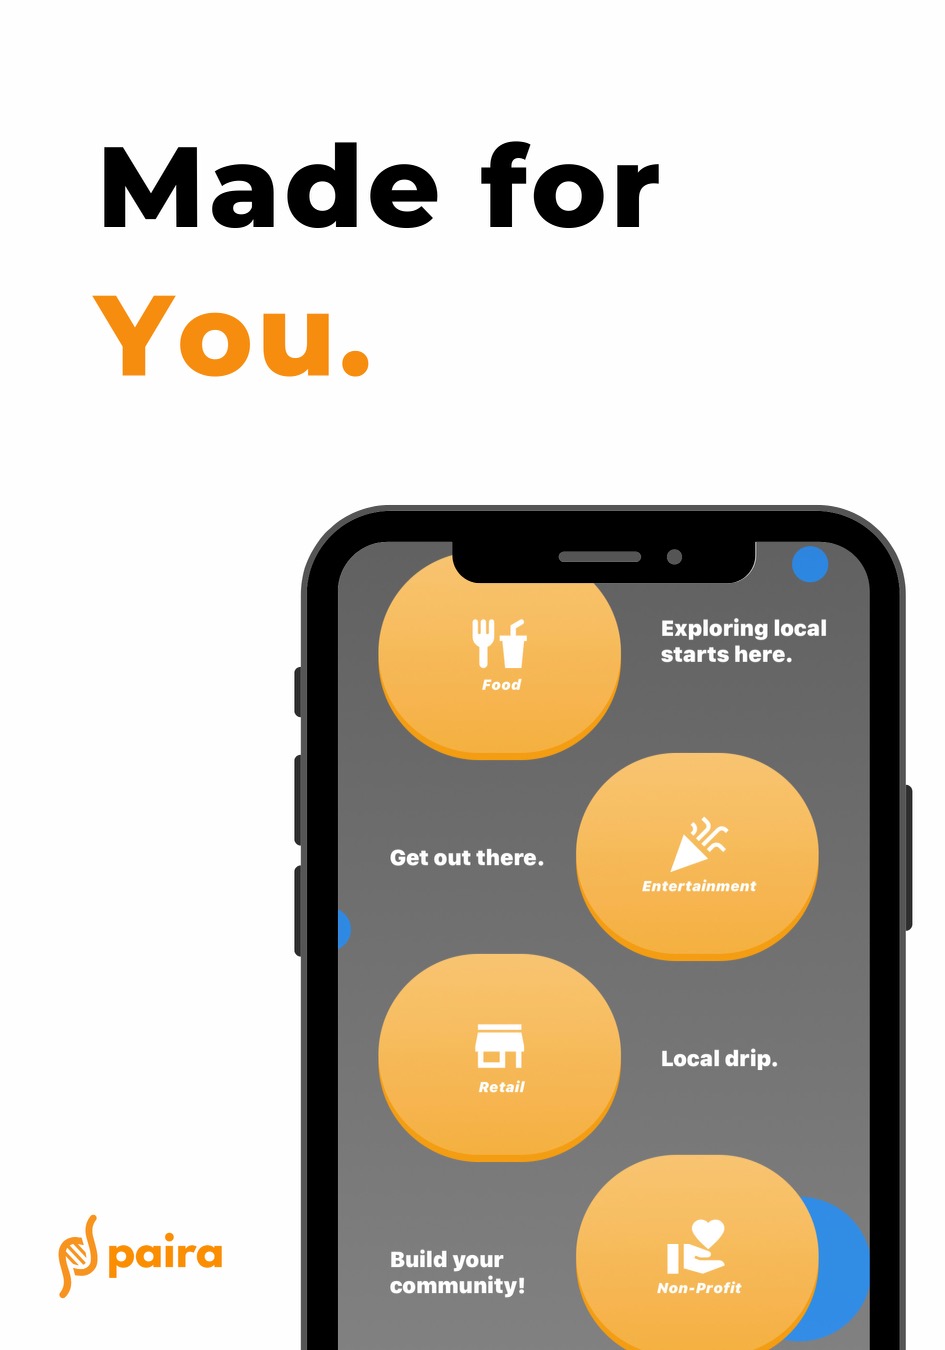 Made for
You.
Food
Exploring local
starts here.
Get out there.
Entertainment
Retail
Local drip.
Build your
community!
Non-Profit
paira